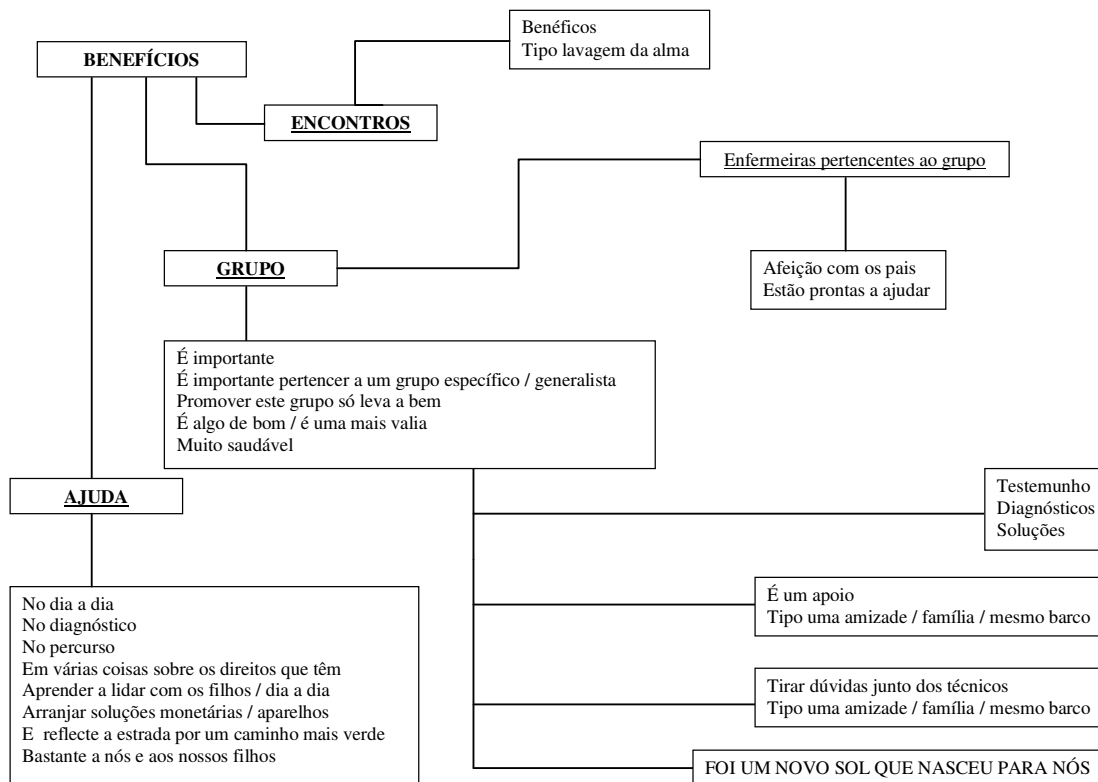 Benéficos
Tipo lavagem da alma
BENEFÍCIOS
ENCONTROS
Enfermeiras pertencentes ao grupo
GRUPO
Afeição com os pais
Estão prontas a ajudar
É importante
É importante pertencer a um grupo específico / generalista
Promover este grupo só leva a bem
É algo de bom / é uma mais valia
Muito saudável
AJUDA
Testemunho
Diagnósticos
Soluções
No dia a dia
No diagnóstico
No percurso
Em várias coisas sobre os direitos que têm
Aprender a lidar com os filhos / dia a dia
Arranjar soluções monetárias / aparelhos
E reflecte a estrada por um caminho mais verde
Bastante a nós e aos nossos filhos
É um apoio
Tipo uma amizade / família / mesmo barco
Tirar dúvidas junto dos técnicos
Tipo uma amizade / família / mesmo barco
FOI UM NOVO SOL QUE NASCEU PARA NÓS